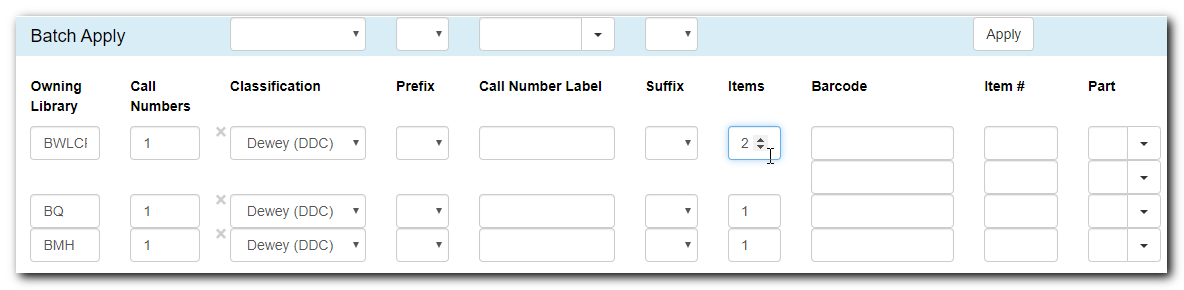 Batch Apply Apply
Owning Library Call Numbers Classification Prefix Call Number Label Suffix Items Barcode Item # Part
1 Dewey (DDC) 2
BQ 1 Dewey (DDC) 1
BMH 1 Dewey (DDC) 1